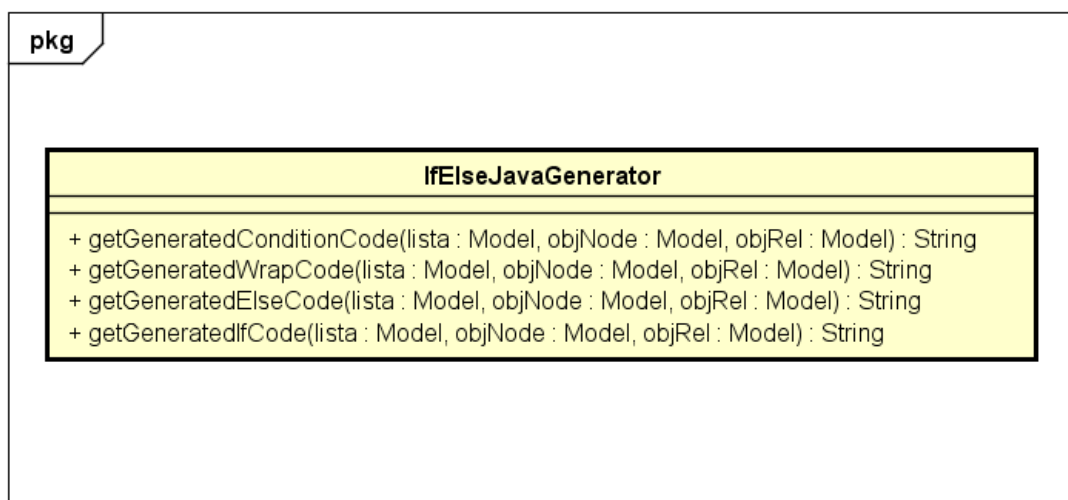 pkg
IfElseJavaGenerator
+ getGeneratedConditionCode(lista : Model, objNode : Model, objRel : Model) : String
+ getGeneratedWrapCode(lista : Model, objNode : Model, objRel : Model) : String
+ getGeneratedElseCode(lista : Model, objNode : Model, objRel : Model) : String
+ getGeneratedIfCode(lista : Model, objNode : Model, objRel : Model) : String